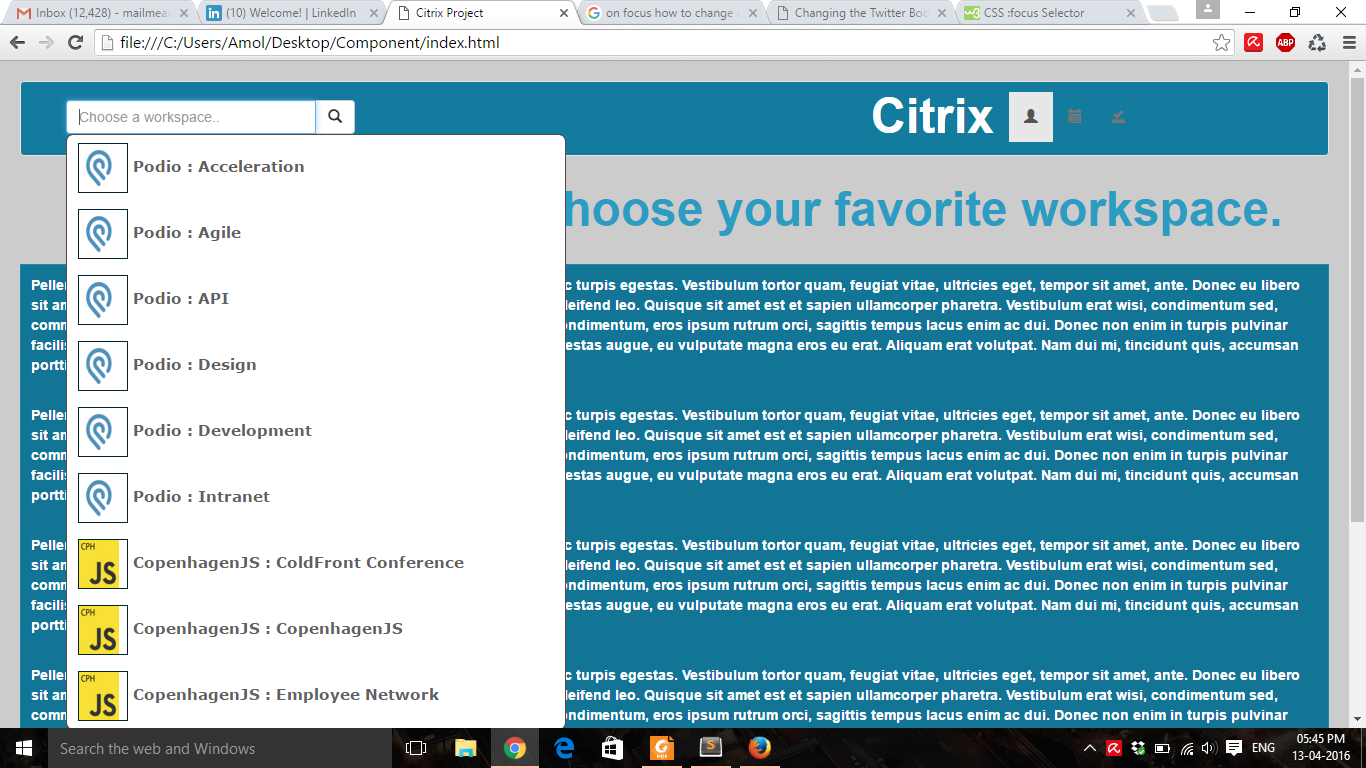 Inbox (12,428) - mailmear
(10) Welcome! | LinkedIn
Citrix Project
on focus how to change
Changing the Twitter Boo
CSS :focus Selector
file:///C:/Users/Amol/Desktop/Component/index.html
ABP
Choose a workspace..
Citrix
Podio : Acceleration
hoose your favorite workspace.
Podio : Agile
Podio : API
Podio : Design
Podio : Development
Podio : Intranet
CPH JS
CopenhagenJS : ColdFront Conference
CPH JS
CopenhagenJS : CopenhagenJS
CPH JS
CopenhagenJS : Employee Network
Peller c turpis egestas. Vestibulum tortor quam, feugiat vitae, ultricies eget, tempor sit amet, ante. Donec eu libero
sit am leifend leo. Quisque sit amet est et sapien ullamcorper pharetra. Vestibulum erat wisi, condimentum sed,
comm ndimentum, eros ipsum rutrum orci, sagittis tempus lacus enim ac dui. Donec non enim in turpis pulvinar
facilis estas augue, eu vulputate magna eros eu erat. Aliquam erat volutpat. Nam dui mi, tincidunt quis, accumsan
portti
Peller c turpis egestas. Vestibulum tortor quam, feugiat vitae, ultricies eget, tempor sit amet, ante. Donec eu libero
sit am leifend leo. Quisque sit amet est et sapien ullamcorper pharetra. Vestibulum erat wisi, condimentum sed,
comm ndimentum, eros ipsum rutrum orci, sagittis tempus lacus enim ac dui. Donec non enim in turpis pulvinar
facilis estas augue, eu vulputate magna eros eu erat. Aliquam erat volutpat. Nam dui mi, tincidunt quis, accumsan
portti
Peller c turpis egestas. Vestibulum tortor quam, feugiat vitae, ultricies eget, tempor sit amet, ante. Donec eu libero
sit am leifend leo. Quisque sit amet est et sapien ullamcorper pharetra. Vestibulum erat wisi, condimentum sed,
comm ndimentum, eros ipsum rutrum orci, sagittis tempus lacus enim ac dui. Donec non enim in turpis pulvinar
facilis estas augue, eu vulputate magna eros eu erat. Aliquam erat volutpat. Nam dui mi, tincidunt quis, accumsan
portti
Peller c turpis egestas. Vestibulum tortor quam, feugiat vitae, ultricies eget, tempor sit amet, ante. Donec eu libero
sit am leifend leo. Quisque sit amet est et sapien ullamcorper pharetra. Vestibulum erat wisi, condimentum sed,
comm ndimentum, eros ipsum rutrum orci, sagittis tempus lacus enim ac dui. Donec non enim in turpis pulvinar
Search the web and Windows
ENG
05:45 PM
13-04-2016